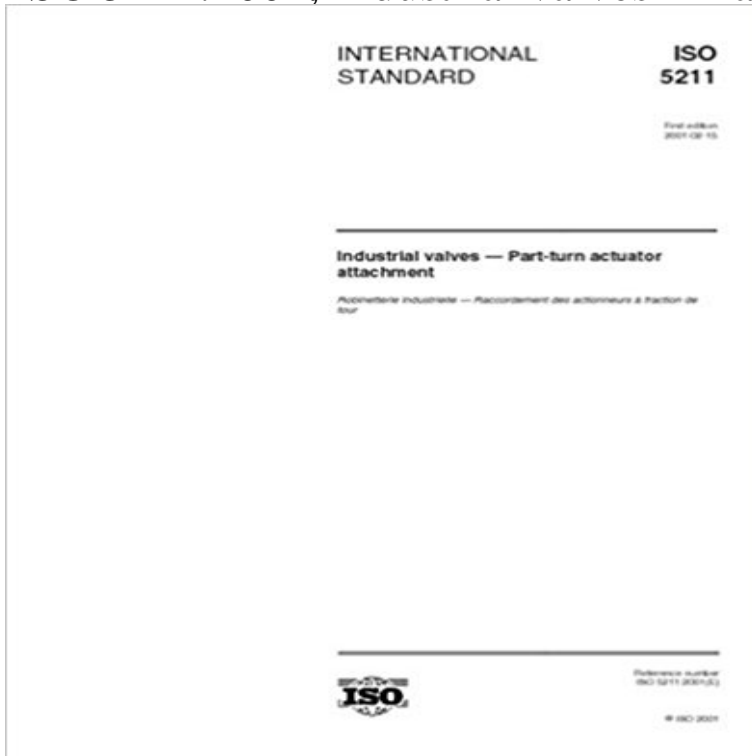 INTERNATIONAL
STANDARD
ISO
5211
First edition
2001-02-15
Industrial valves — Part-turn actuator
attachment
Robinetterie industrielle — Raccordement des actionneurs à fraction de
tour
ISO
Reference number
ISO 5211:2001(E)
© ISO 2001